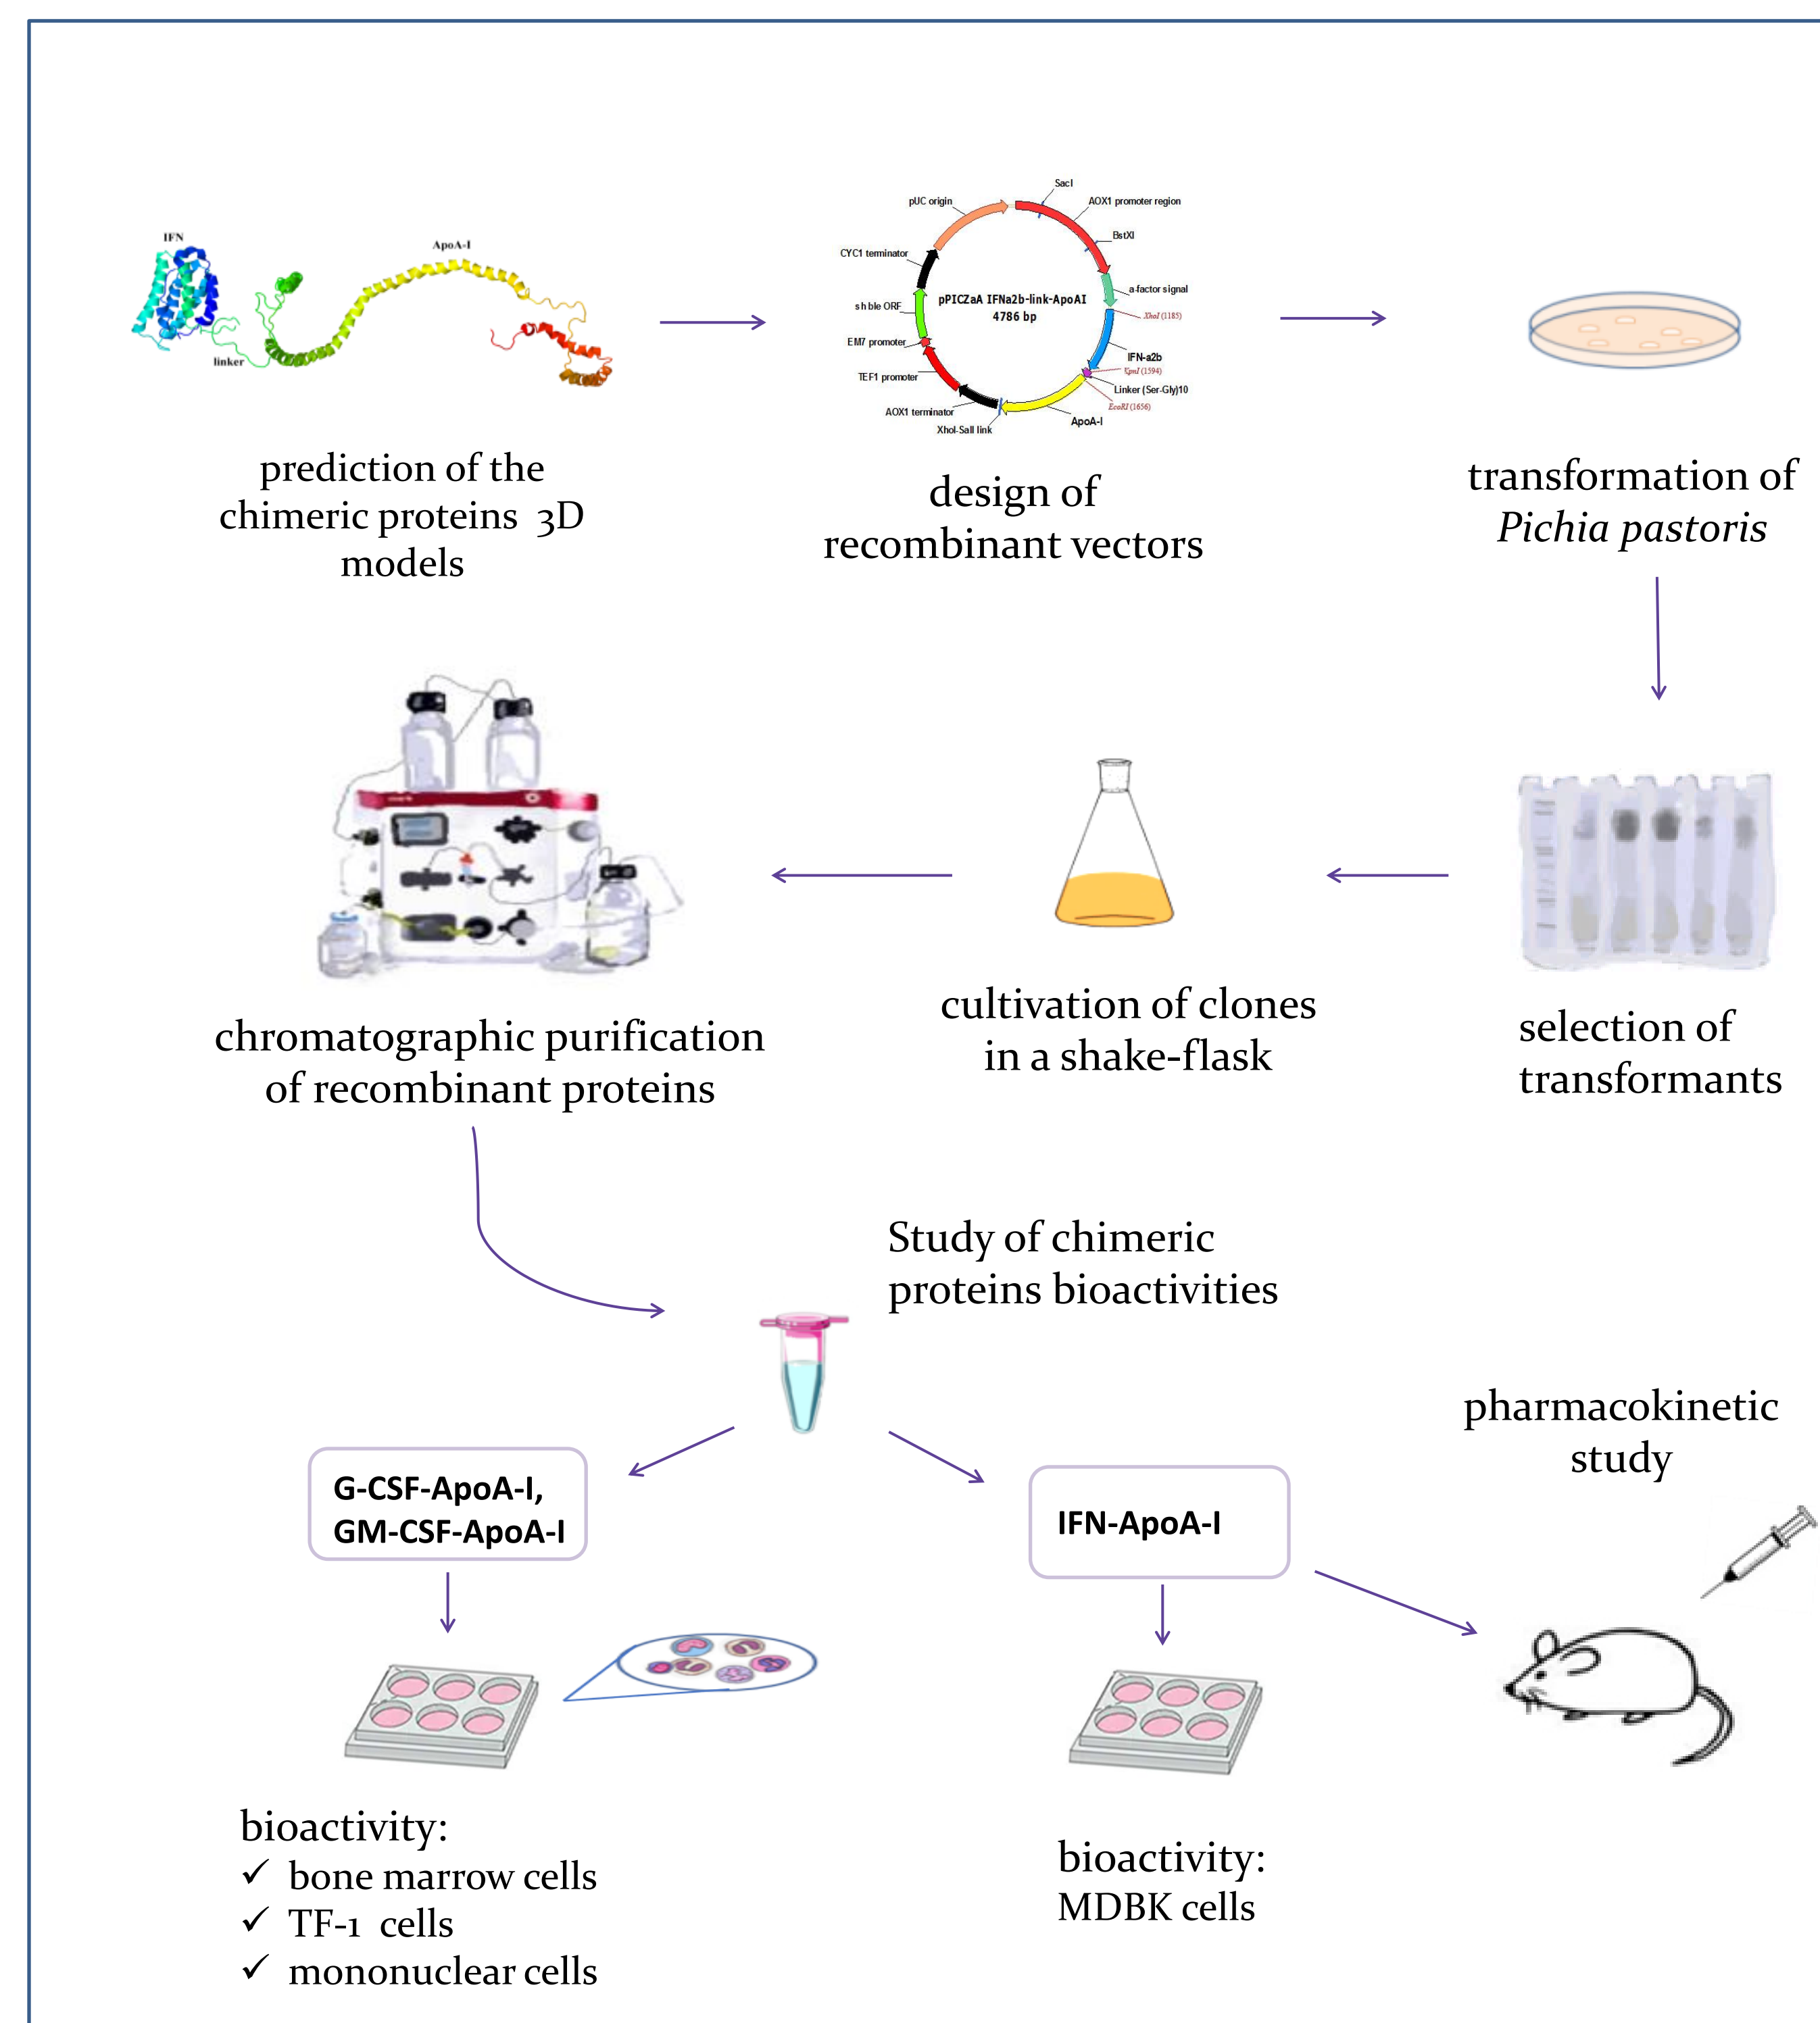 IFN
ApoA-I
linker
prediction of the
chimeric proteins 3D
models
SacI
pUC origin
AOX1 promoter region
BstXI
CYC1 terminator
a-factor signal
sh ble ORF
pPICZaA IFNa2b-link-ApoAI
4786 bp
XhoI (1185)
EM7 promoter
IFN-a2b
KpnI (1594)
TEF1 promoter
Linker (Ser-Gly)10
EcoRI (1656)
AOX1 terminator
ApoA-I
XhoI-SalI link
design of
recombinant vectors
transformation of
Pichia pastoris
chromatographic purification
of recombinant proteins
cultivation of clones
in a shake-flask
selection of
transformants
Study of chimeric
proteins bioactivities
pharmacokinetic
study
G-CSF-ApoA-I,
GM-CSF-ApoA-I
IFN-ApoA-I
bioactivity:
✓ bone marrow cells
✓ TF-1 cells
✓ mononuclear cells
bioactivity:
MDBK cells